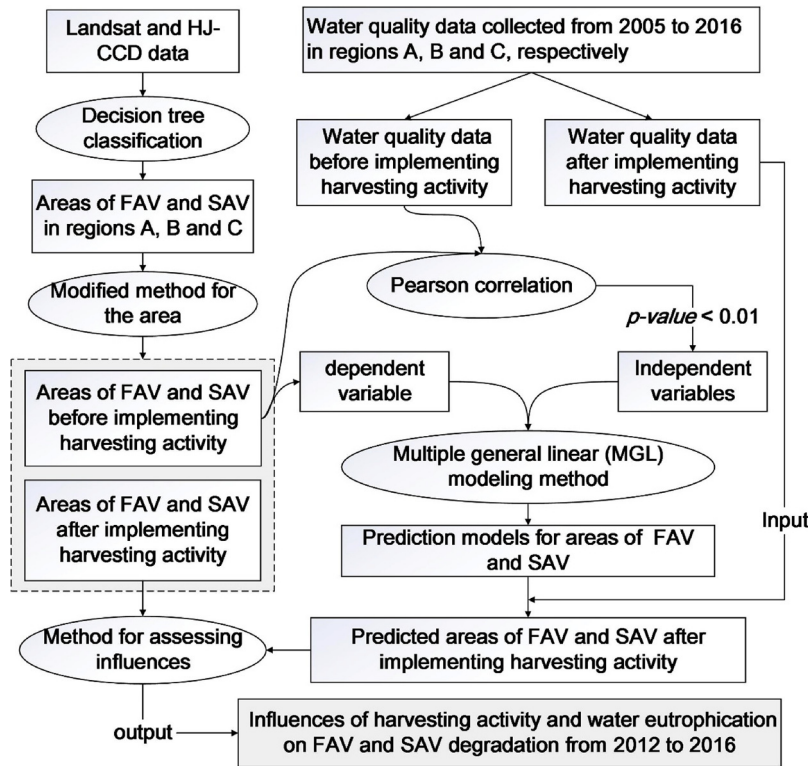 Landsat and HJ-
CCD data
Water quality data collected from 2005 to 2016
in regions A, B and C, respectively
Decision tree
classification
Water quality data
before implementing
harvesting activity
Water quality data
after implementing
harvesting activity
Areas of FAV and SAV
in regions A, B and C
Modified method for
the area
Pearson correlation
p-value < 0.01
Areas of FAV and SAV
before implementing
harvesting activity
dependent
variable
Independent
variables
Multiple general linear (MGL)
modeling method
Areas of FAV and SAV
after implementing
harvesting activity
Input
Prediction models for areas of FAV
and SAV
Method for assessing
influences
Predicted areas of FAV and SAV after
implementing harvesting activity
output
Influences of harvesting activity and water eutrophication
on FAV and SAV degradation from 2012 to 2016